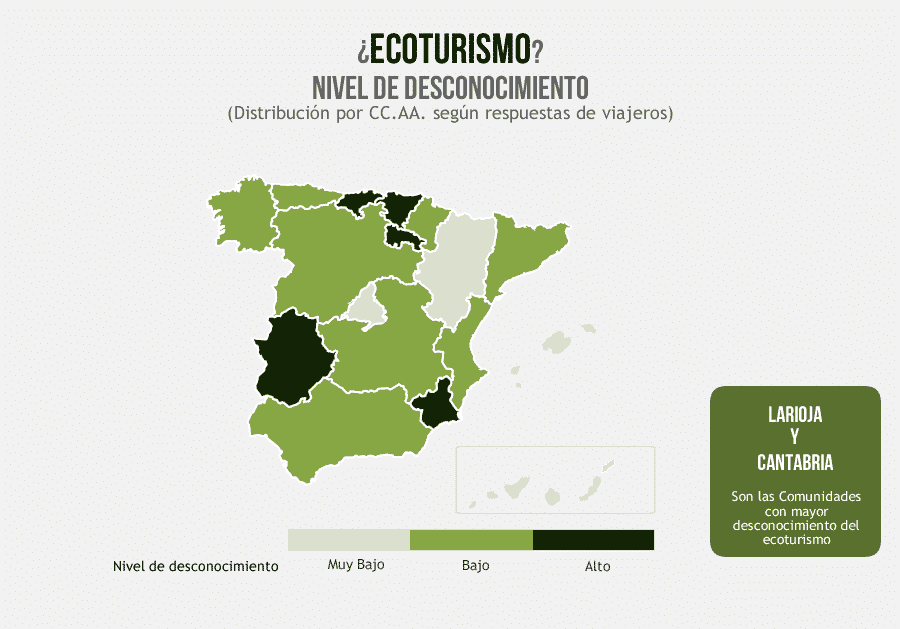 ¿ECOTURISMO?
NIVEL DE DESCONOCIMIENTO
(Distribución por CC.AA. según respuestas de viajeros)
LARIOJA
Y
CANTABRIA
Son las Comunidades
con mayor
desconocimiento del
ecoturismo
Nivel de desconocimiento
Muy Bajo
Bajo
Alto